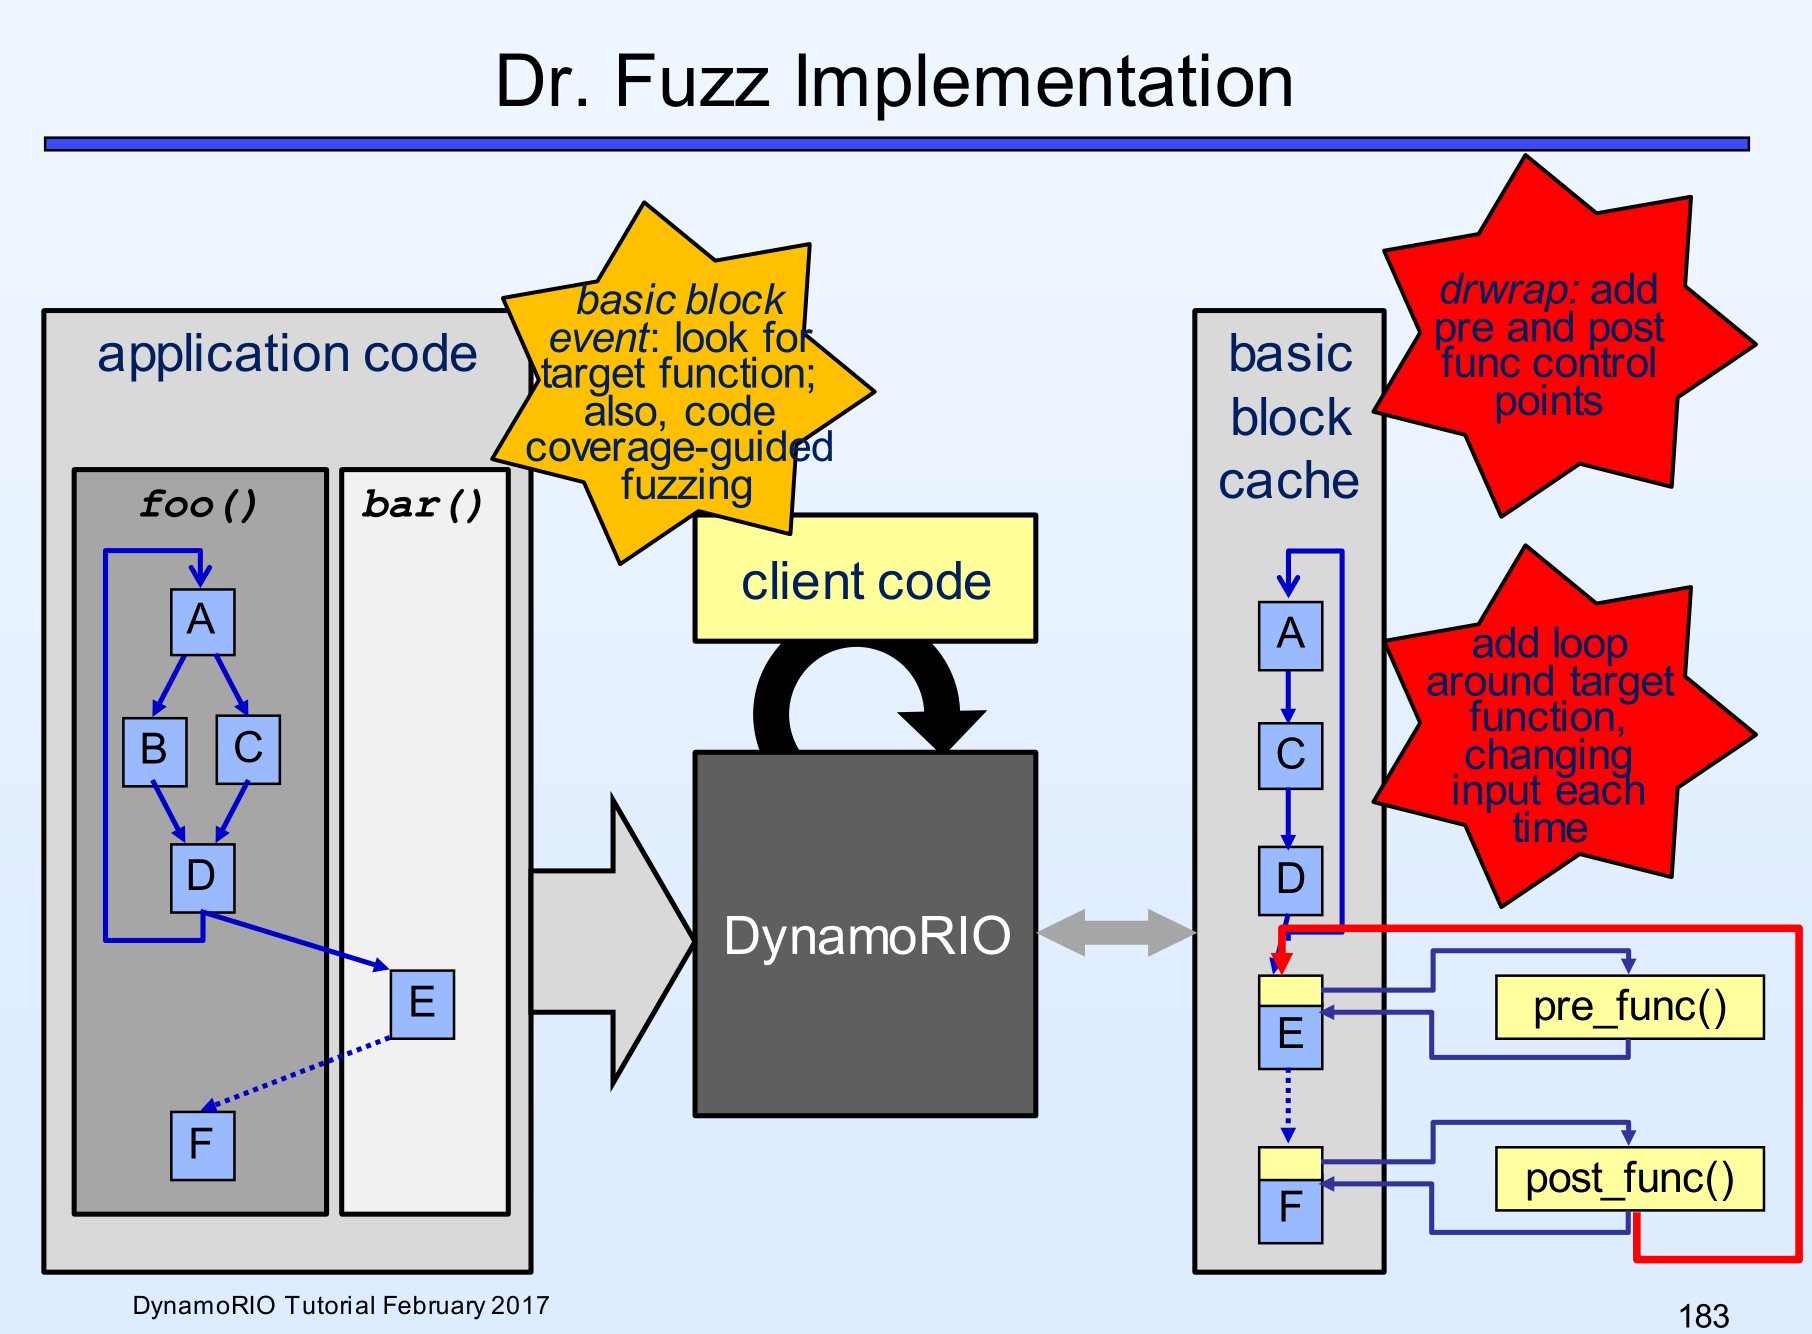 Dr. Fuzz Implementation
basic block
event: look for
target function;
also, code
coverage-guided
fuzzing
drwrap: add
pre and post
func control
points
application code
basic
block
cache
foo()
bar()
client code
A
B
C
D
E
F
DynamoRIO
A
C
D
E
F
add loop
around target
function,
changing
input each
time
pre_func()
post_func()
DynamoRIO Tutorial February 2017
183